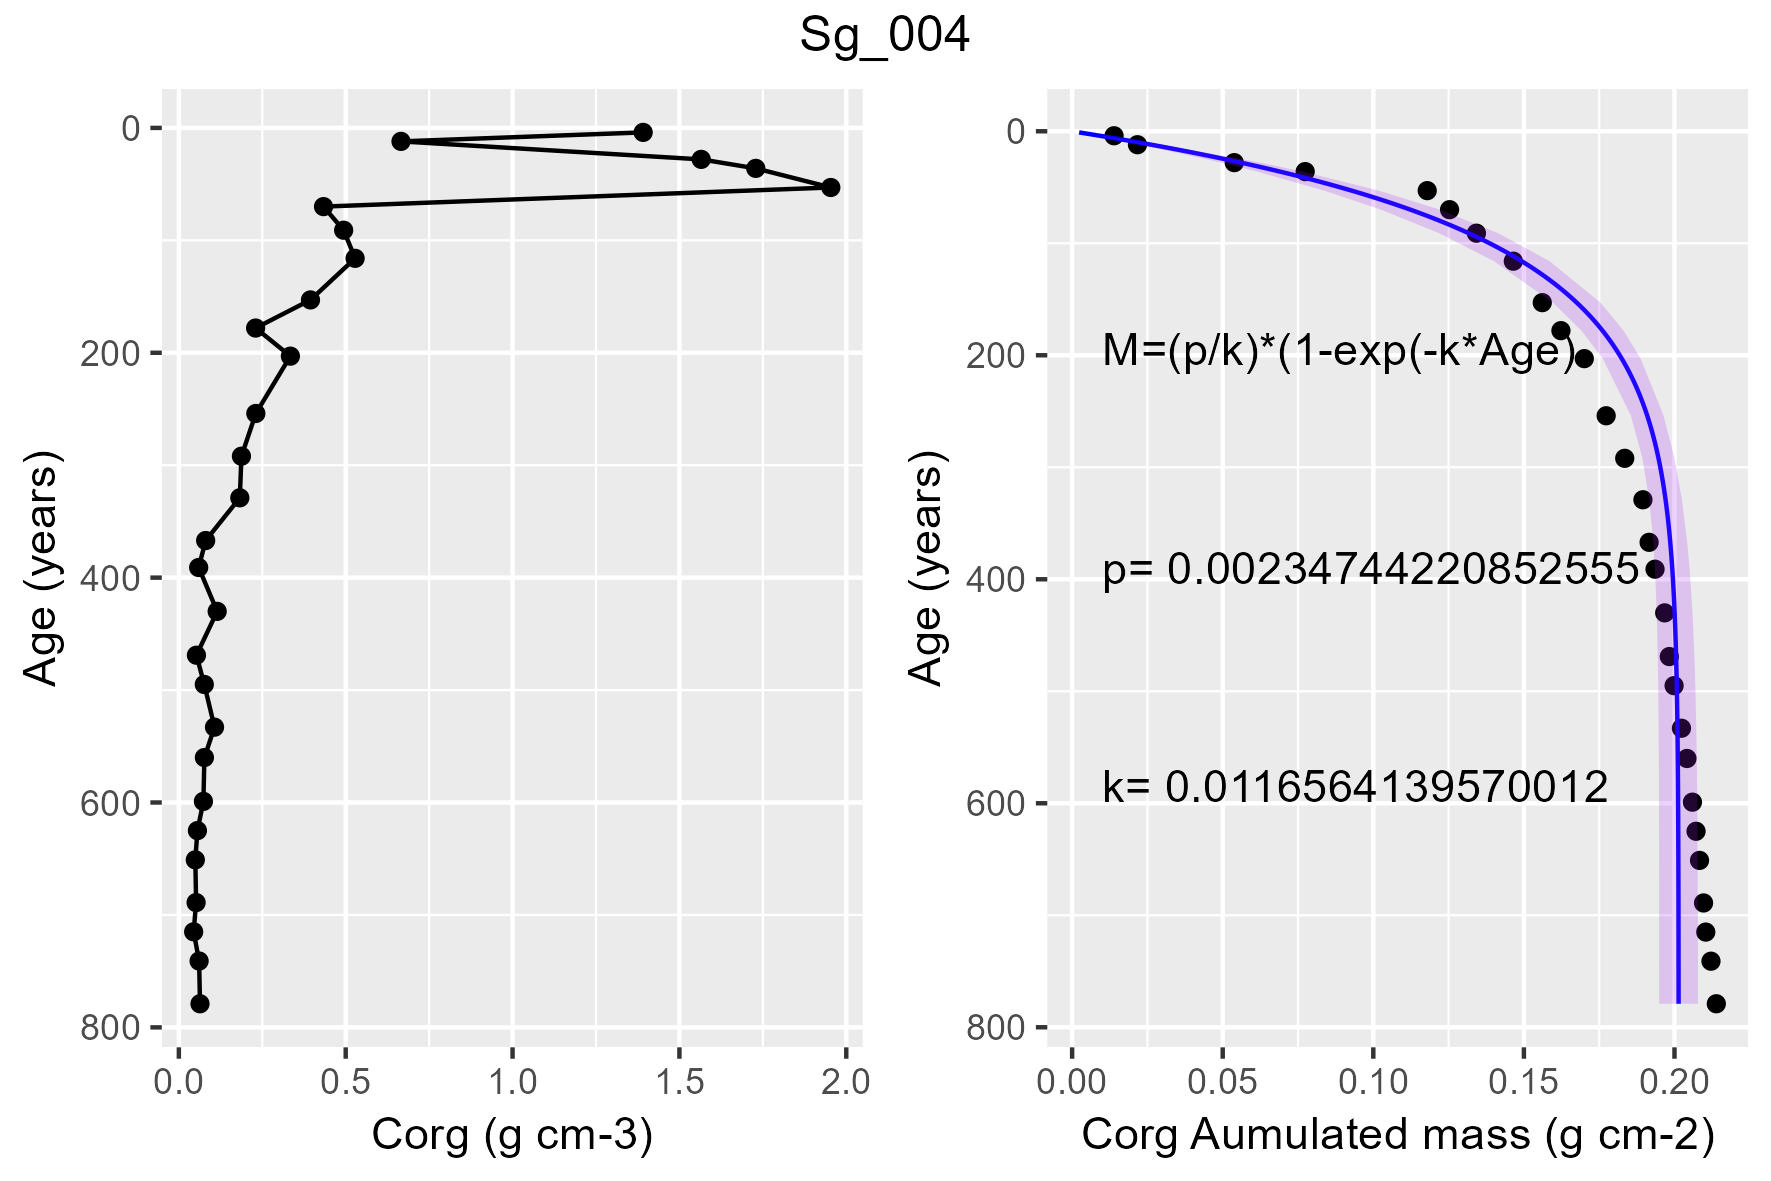 Sg_004
0
200
400
600
800
Age (years)
0.0 0.5 1.0 1.5 2.0
Corg (g cm-3)
0
200
400
600
800
Age (years)
M=(p/k)*(1-exp(-k*Age)
p= 0.00234744220852555
k= 0.0116564139570012
0.00 0.05 0.10 0.15 0.20
Corg Aumulated mass (g cm-2)